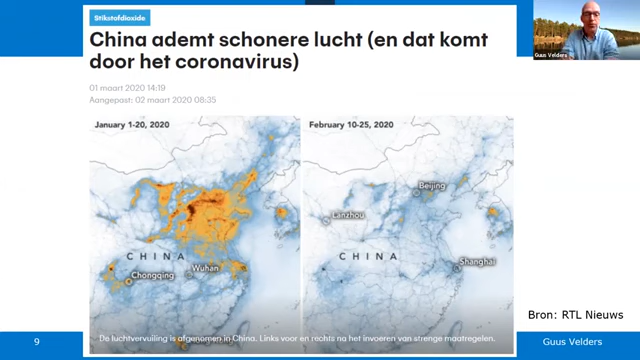 Stikstofdioxide
China ademt schonere lucht (en dat komt
door het coronavirus)
01 maart 2020 14:19
Aangepast: 02 maart 2020 08:35
January 1-20, 2020
February 10-25, 2020
Beijing
Lanzhou
CHINA
Chongqing
Wuhan
CHINA
Shanghai
De luchtvervuiling is afgenomen in China. Links voor en rechts na het invoeren van strenge maatregelen.
Bron: RTL Nieuws
9
Guus Velders
Guus Velders